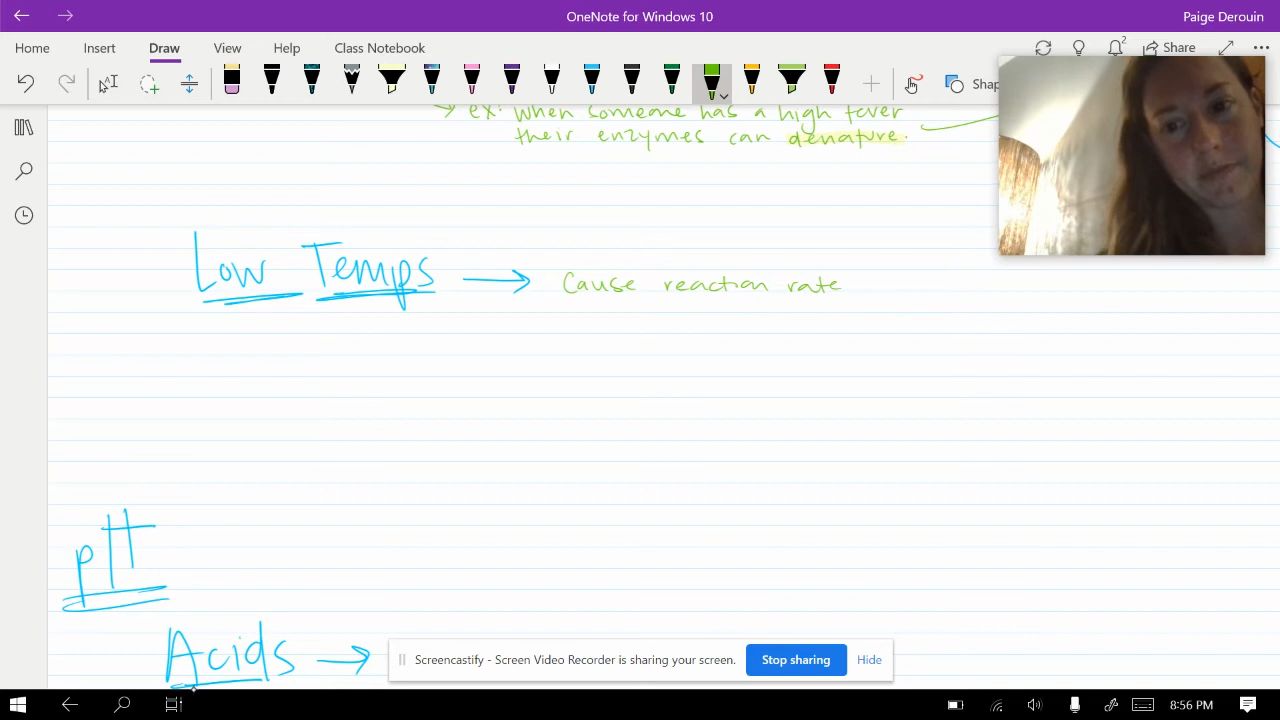 OneNote for Windows 10
Paige Derouin
Home Insert Draw View Help Class Notebook
2
Share
Shap
→ ex: when someone has a high fever
their enzymes can denature.
Low Temps → Cause reaction rate
pH
Acids →
Screencastify - Screen Video Recorder is sharing your screen.
Stop sharing
Hide
8:56 PM